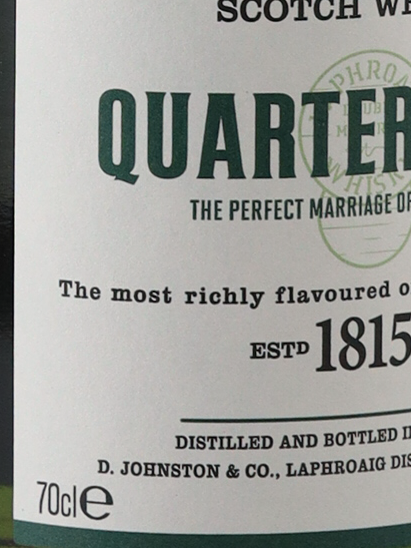 SCOTCH WH
QUARTER
THE PERFECT MARRIAGE OF
The most richly flavoured o
ESTD 1815
DISTILLED AND BOTTLED I
D. JOHNSTON & CO., LAPHROAIG DIS
70cl e